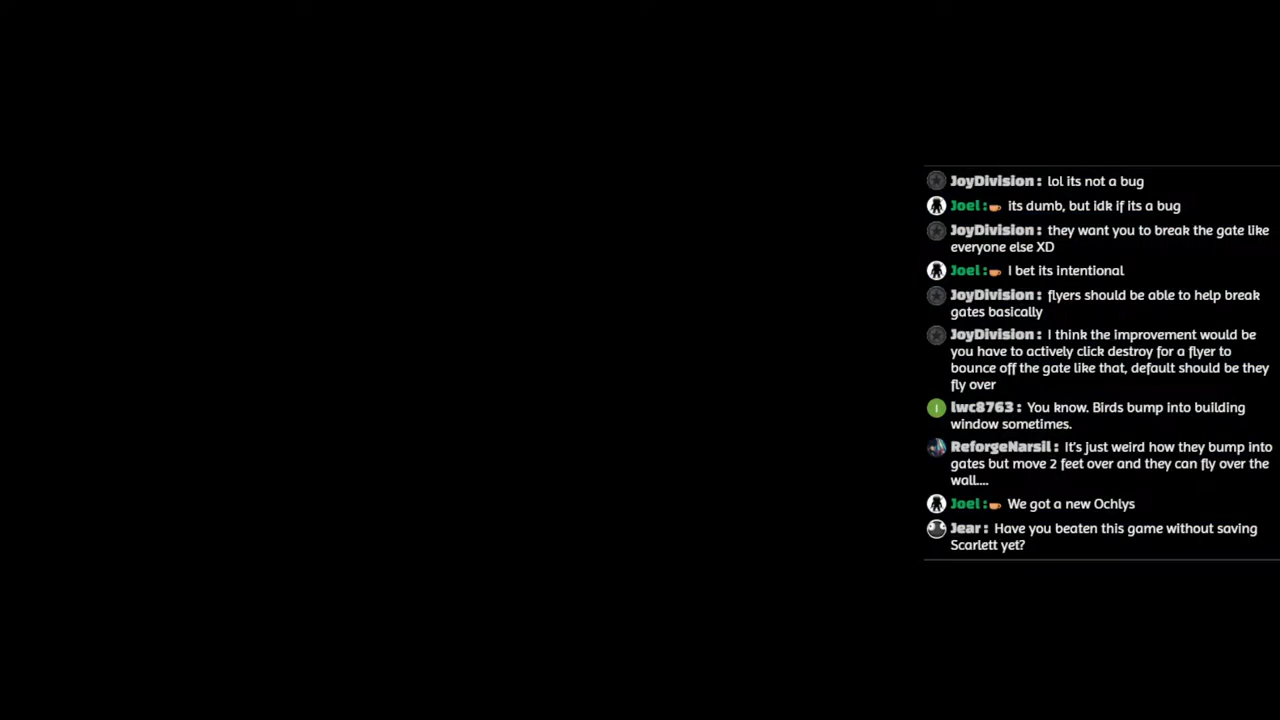 JoyDivision : lol its not a bug
Joel : its dumb, but idk if its a bug
JoyDivision : they want you to break the gate like
everyone else XD
Joel : I bet its intentional
JoyDivision : flyers should be able to help break
gates basically
JoyDivision : I think the improvement would be
you have to actively click destroy for a flyer to
bounce off the gate like that, default should be they
fly over
I lwc8763 : You know. Birds bump into building
window sometimes.
ReforgeNarsil : It's just weird how they bump into
gates but move 2 feet over and they can fly over the
wall....
Joel : We got a new Ochlys
Jear : Have you beaten this game without saving
Scarlett yet?